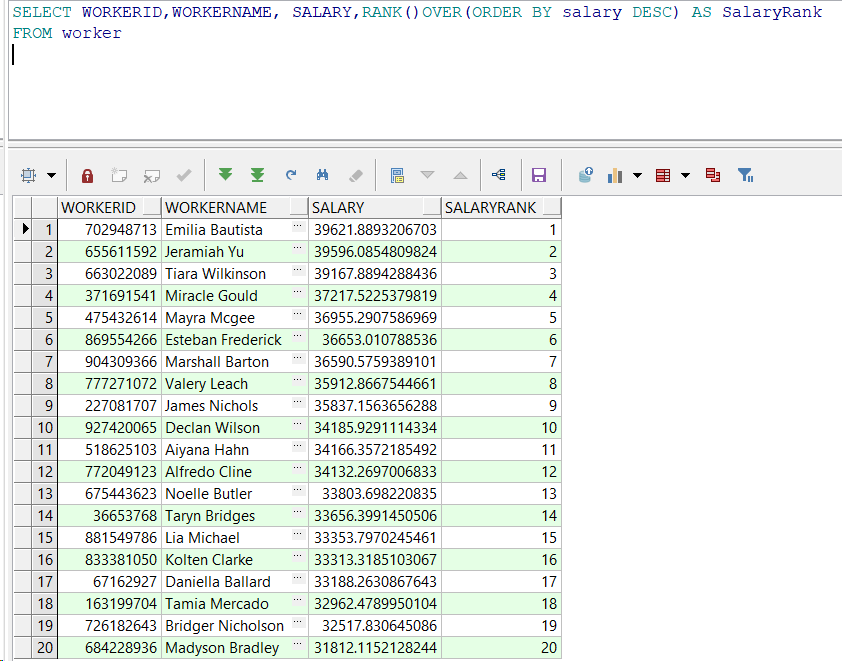 SELECT WORKERID,WORKERNAME, SALARY,RANK()OVER(ORDER BY salary DESC) AS SalaryRank
FROM worker
WORKERID WORKERNAME SALARY SALARYRANK
1 702948713 Emilia Bautista ... 39621.8893206703 1
2 655611592 Jeramiah Yu ... 39596.0854809824 2
3 663022089 Tiara Wilkinson ... 39167.8894288436 3
4 371691541 Miracle Gould ... 37217.5225379819 4
5 475432614 Mayra Mcgee ... 36955.2907586969 5
6 869554266 Esteban Frederick ... 36653.010788536 6
7 904309366 Marshall Barton ... 36590.5759389101 7
8 777271072 Valery Leach ... 35912.8667544661 8
9 227081707 James Nichols ... 35837.1563656288 9
10 927420065 Declan Wilson ... 34185.9291114334 10
11 518625103 Aiyana Hahn ... 34166.3572185492 11
12 772049123 Alfredo Cline ... 34132.2697006833 12
13 675443623 Noelle Butler ... 33803.698220835 13
14 36653768 Taryn Bridges ... 33656.3991450506 14
15 881549786 Lia Michael ... 33353.7970245461 15
16 833381050 Kolten Clarke ... 33313.3185103067 16
17 67162927 Daniella Ballard ... 33188.2630867643 17
18 163199704 Tamia Mercado ... 32962.4789950104 18
19 726182643 Bridger Nicholson ... 32517.830645086 19
20 684228936 Madyson Bradley ... 31812.1152128244 20